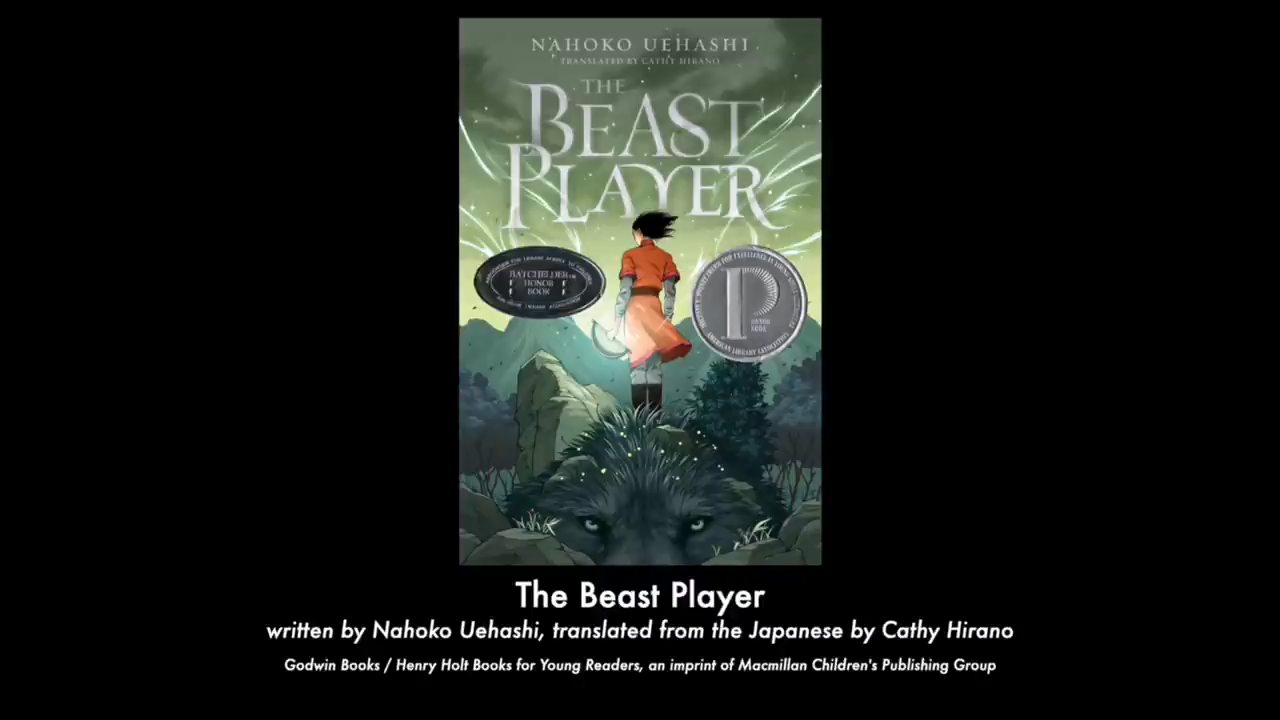 NAHOKO UEHASHI
TRANSLATED BY CATHY HIRANO
THE
BEAST
PLAYER
BATCHELDER
HONOR
BOOK
P
HONOR
BOOK
AMERICAN LIBRARY ASSOCIATION
The Beast Player
written by Nahoko Uehashi, translated from the Japanese by Cathy Hirano
Godwin Books / Henry Holt Books for Young Readers, an imprint of Macmillan Children's Publishing Group